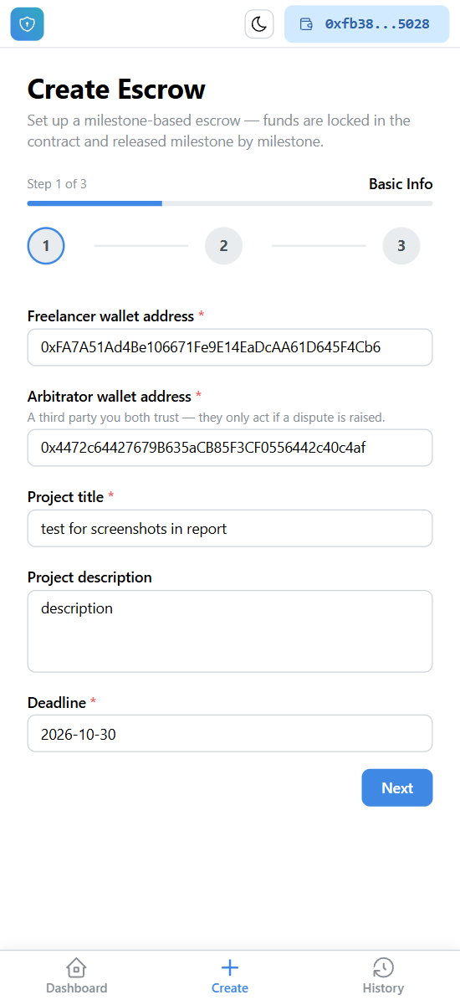 0xfb38...5028
Create Escrow
Set up a milestone-based escrow — funds are locked in the
contract and released milestone by milestone.
Step 1 of 3
Basic Info
1
2
3
Freelancer wallet address *
0xFA7A51Ad4Be106671Fe9E14EaDcAA61D645F4Cb6
Arbitrator wallet address *
A third party you both trust — they only act if a dispute is raised.
0x4472c64427679B635aCB85F3CF0556442c40c4af
Project title *
test for screenshots in report
Project description
description
Deadline *
2026-10-30
Next
Dashboard
Create
History